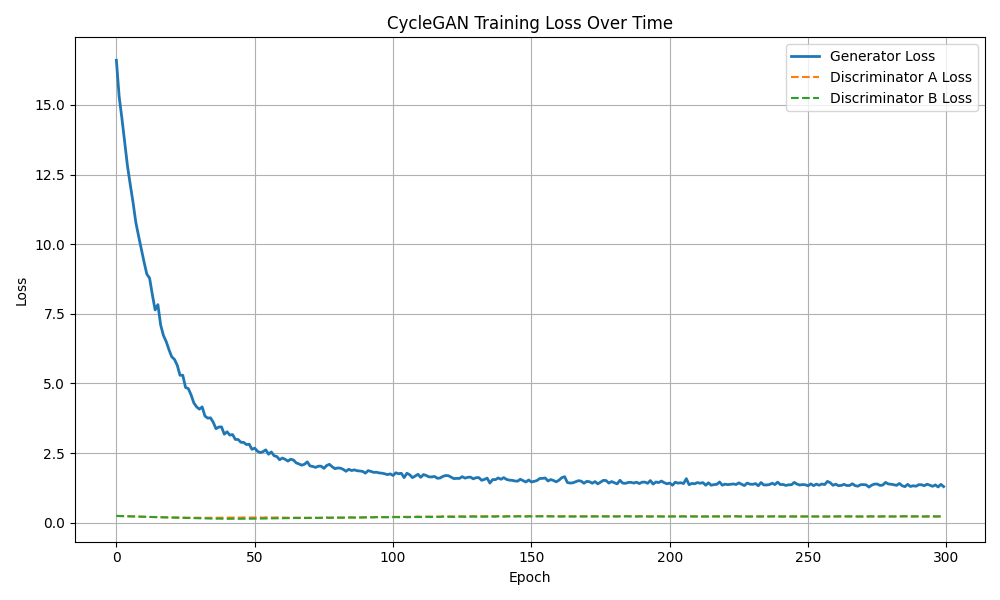 CycleGAN Training Loss Over Time
Generator Loss
Discriminator A Loss
Discriminator B Loss
Loss
15.0
12.5
10.0
7.5
5.0
2.5
0.0
0 50 100 150 200 250 300
Epoch